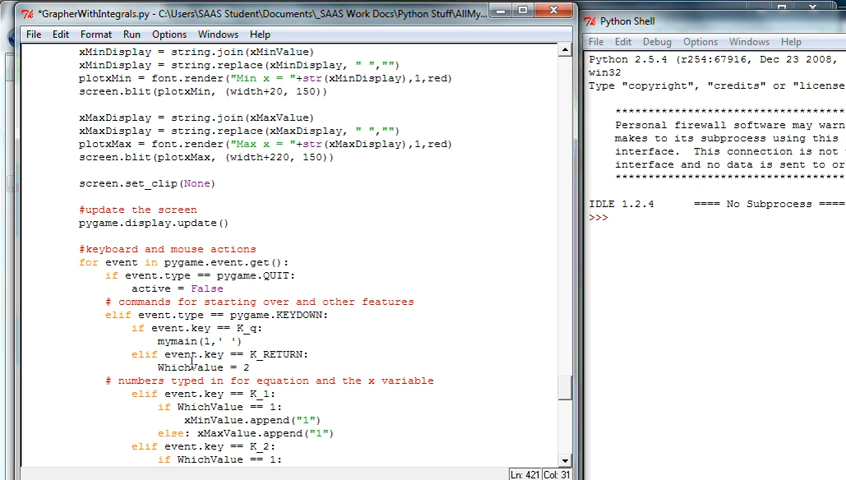 *GrapherWithIntegrals.py - C:\Users\SAAS Student\Documents\_SAAS Work Docs\Python Stuff\AllMy...
File Edit Format Run Options Windows Help
xMinDisplay = string.join(xMinValue)
xMinDisplay = string.replace(xMinDisplay, " ","")
plotxMin = font.render("Min x = "+str(xMinDisplay),1,red)
screen.blit(plotxMin, (width+20, 150))
xMaxDisplay = string.join(xMaxValue)
xMaxDisplay = string.replace(xMaxDisplay, " ","")
plotxMax = font.render("Max x = "+str(xMaxDisplay),1,red)
screen.blit(plotxMax, (width+220, 150))
screen.set_clip(None)
#update the screen
pygame.display.update()
#keyboard and mouse actions
for event in pygame.event.get():
if event.type == pygame.QUIT:
active = False
# commands for starting over and other features
elif event.type == pygame.KEYDOWN:
if event.key == K_q:
mymain(1,' ')
elif event.key == K_RETURN:
WhichValue = 2
# numbers typed in for equation and the x variable
elif event.key == K_1:
if WhichValue == 1:
xMinValue.append("1")
else: xMaxValue.append("1")
elif event.key == K_2:
if WhichValue == 1:
Ln: 421 Col: 31
Python Shell
File Edit Debug Options Windows Help
Python 2.5.4 (r254:67916, Dec 23 2008,
win32
Type "copyright", "credits" or "license
****************************************
Personal firewall software may warn
makes to its subprocess using this
interface. This connection is not
interface and no data is sent to or
****************************************
IDLE 1.2.4 ==== No Subprocess ====
>>>